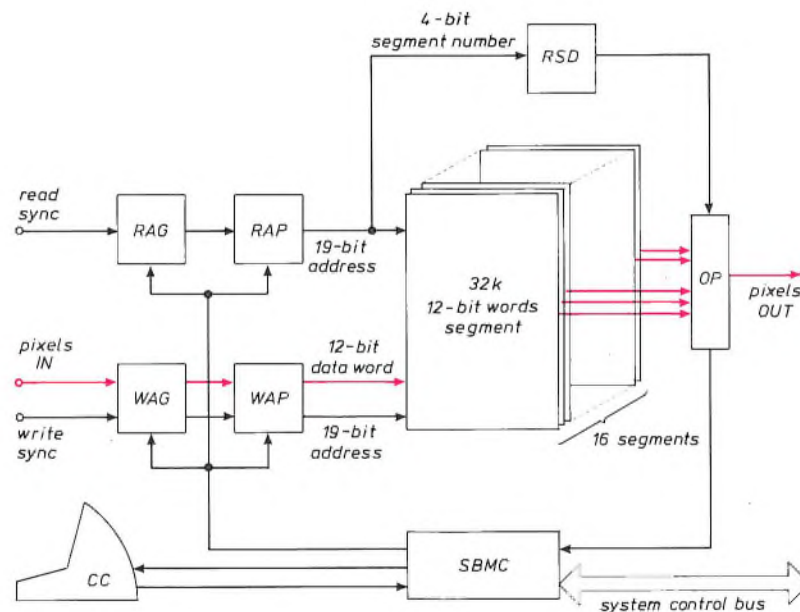 4-bit
segment number
RSD
read
sync
RAG
RAP
19-bit
address
32k
12-bit words
segment
OP
pixels
OUT
pixels
IN
12-bit
data word
WAG
WAP
write
sync
19-bit
address
16 segments
CC
SBMC
system control bus